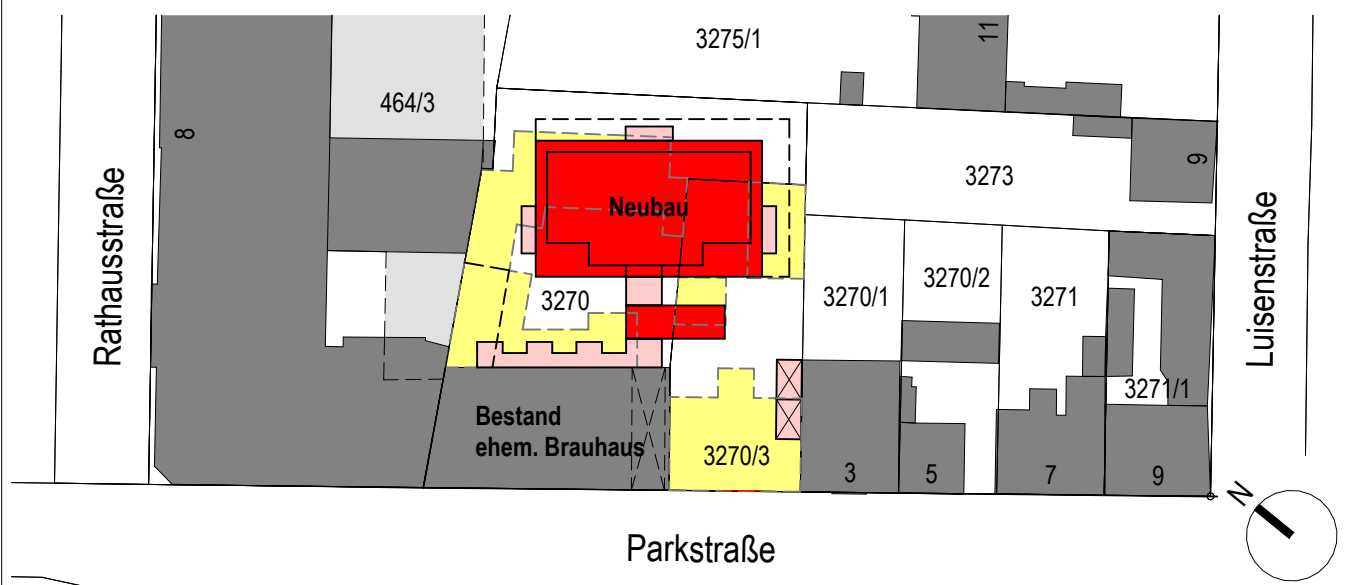 11
3275/1
464/3
8
9
3273
Neubau
Rathausstraße
Luisenstraße
3270
3270/1
3270/2
3271
3271/1
Bestand
ehem. Brauhaus
3270/3
3
5
7
9
N
Parkstraße